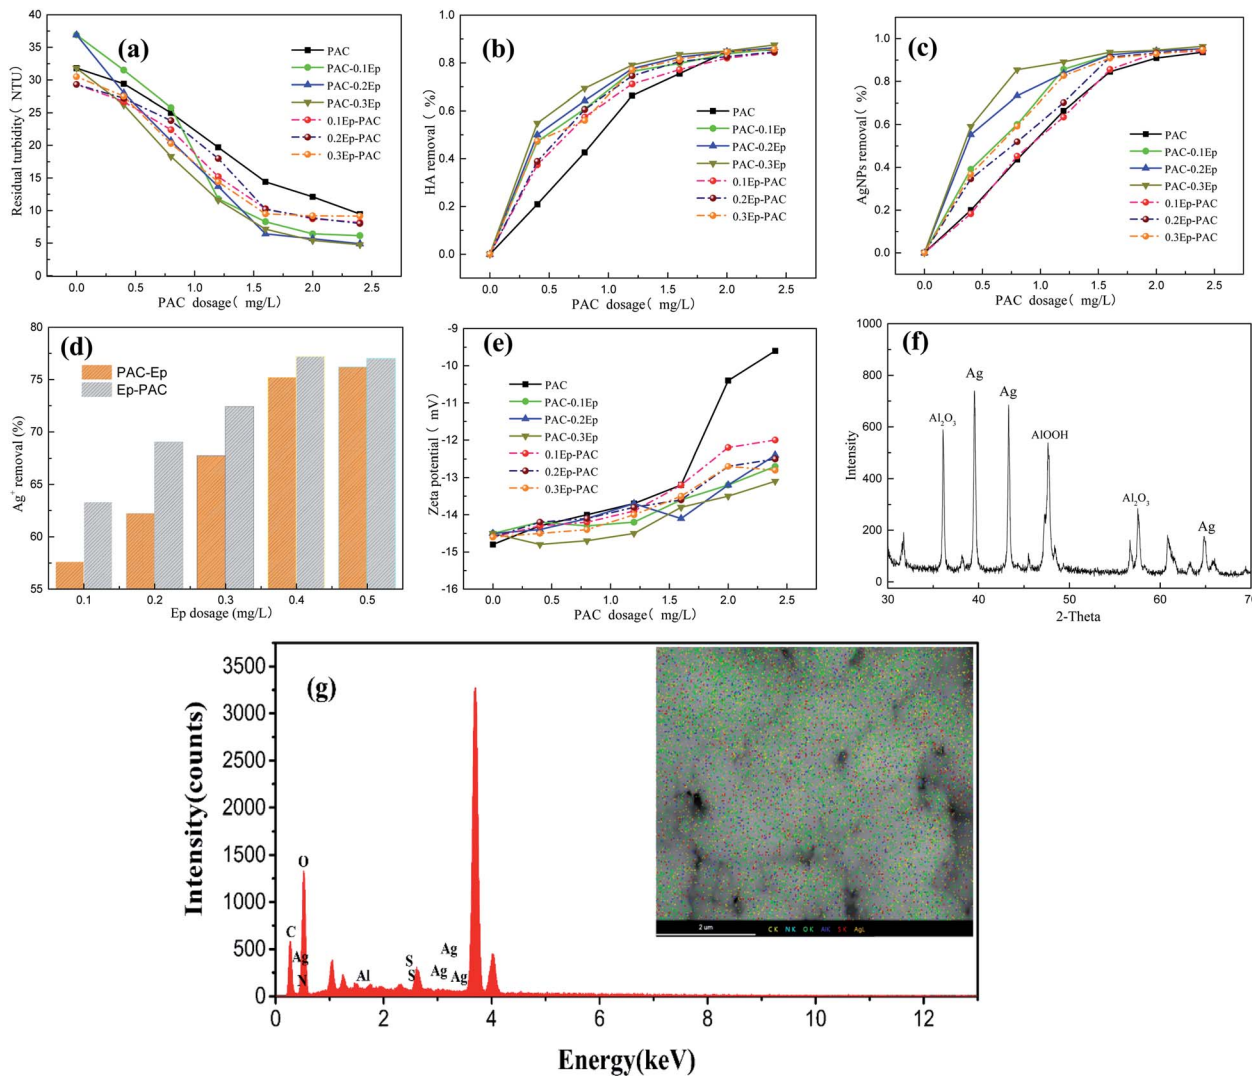 (a)
Residual turbidity( NTU)
40
35
30
25
20
15
10
5
0
PAC
PAC-0.1Ep
PAC-0.2Ep
PAC-0.3Ep
0.1Ep-PAC
0.2Ep-PAC
0.3Ep-PAC
0.0 0.5 1.0 1.5 2.0 2.5
PAC dosage( mg/L)
(b)
HA removal (%)
1.0
0.8
0.6
0.4
0.2
0.0
PAC
PAC-0.1Ep
PAC-0.2Ep
PAC-0.3Ep
0.1Ep-PAC
0.2Ep-PAC
0.3Ep-PAC
0.0 0.5 1.0 1.5 2.0 2.5
PAC dosage( mg/L)
(c)
AgNPs removal( %)
1.0
0.8
0.6
0.4
0.2
0.0
PAC
PAC-0.1Ep
PAC-0.2Ep
PAC-0.3Ep
0.1Ep-PAC
0.2Ep-PAC
0.3Ep-PAC
0.0 0.5 1.0 1.5 2.0 2.5
PAC dosage( mg/L)
(d)
Ag⁺ removal (%)
80
75
70
65
60
55
PAC-Ep
Ep-PAC
0.1 0.2 0.3 0.4 0.5
Ep dosage (mg/L)
(e)
Zeta potential( mV)
-9
-10
-11
-12
-13
-14
-15
-16
PAC
PAC-0.1Ep
PAC-0.2Ep
PAC-0.3Ep
0.1Ep-PAC
0.2Ep-PAC
0.3Ep-PAC
0.0 0.5 1.0 1.5 2.0 2.5
PAC dosage( mg/L)
(f)
Intensity
1000
800
600
400
200
0
Al₂O₃
Ag
Ag
AlOOH
Al₂O₃
Ag
30 40 50 60 70
2-Theta
(g)
Intensity(counts)
3500
3000
2500
2000
1500
1000
500
0
C
O
Ag
N
Al
S
S
Ag
Ag
Ag
2 um C K N K O K AlK S K AgL
0 2 4 6 8 10 12
Energy(keV)